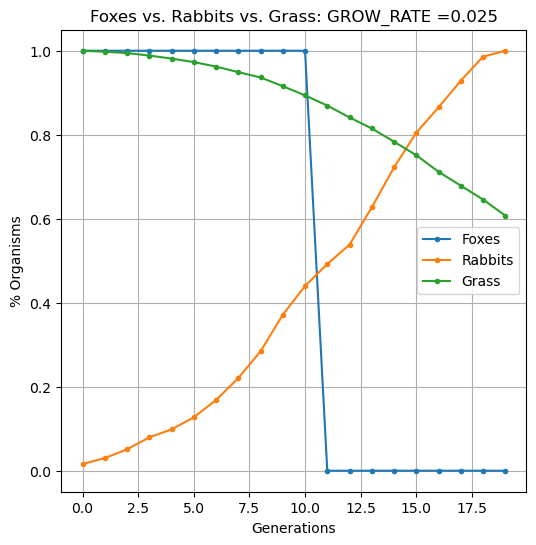 Foxes vs. Rabbits vs. Grass: GROW_RATE =0.025
% Organisms
1.0
0.8
0.6
0.4
0.2
0.0
Foxes
Rabbits
Grass
0.0 2.5 5.0 7.5 10.0 12.5 15.0 17.5
Generations